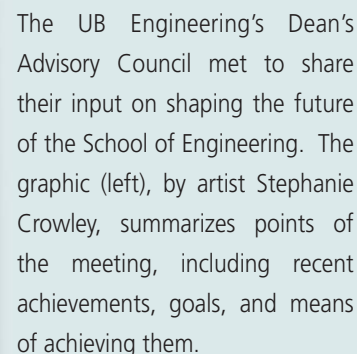 The UB Engineering's Dean's
Advisory Council met to share
their input on shaping the future
of the School of Engineering. The
graphic (left), by artist Stephanie
Crowley, summarizes points of
the meeting, including recent
achievements, goals, and means
of achieving them.